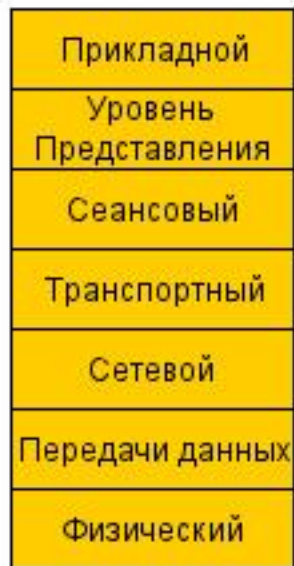 Прикладной
Уровень
Представления
Сеансовый
Транспортный
Сетевой
Передачи данных
Физический